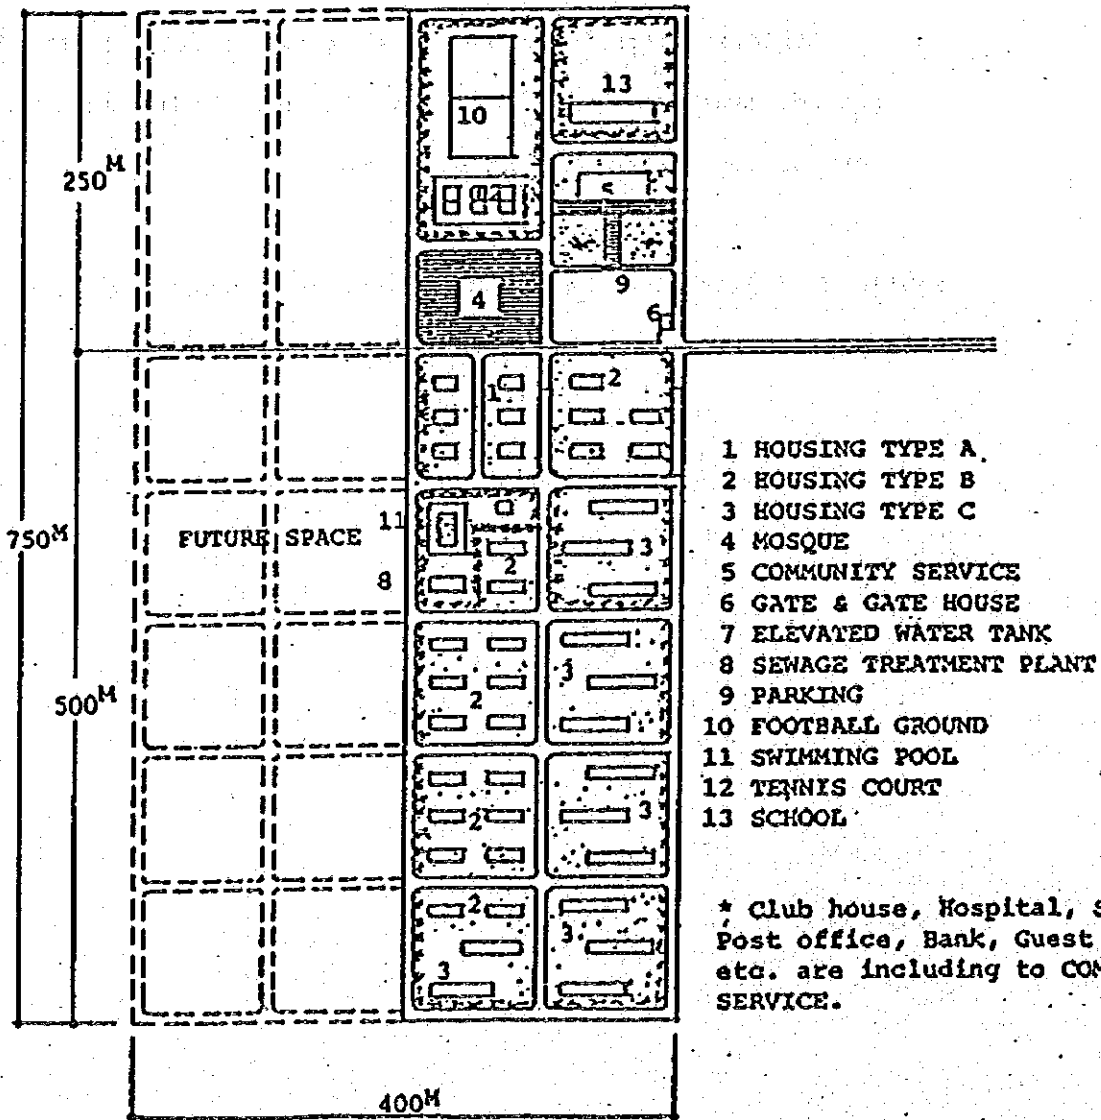 13
10
250M
12
5
4
9
6
1
2
FUTURE SPACE
11
3
750M
2
8
3
500M
2
2
3
2
3
3
400M
1 HOUSING TYPE A
2 HOUSING TYPE B
3 HOUSING TYPE C
4 MOSQUE
5 COMMUNITY SERVICE
6 GATE & GATE HOUSE
7 ELEVATED WATER TANK
8 SEWAGE TREATMENT PLANT
9 PARKING
10 FOOTBALL GROUND
11 SWIMMING POOL
12 TENNIS COURT
13 SCHOOL
* Club house, Hospital, S
Post office, Bank, Guest
etc. are including to COM
SERVICE.